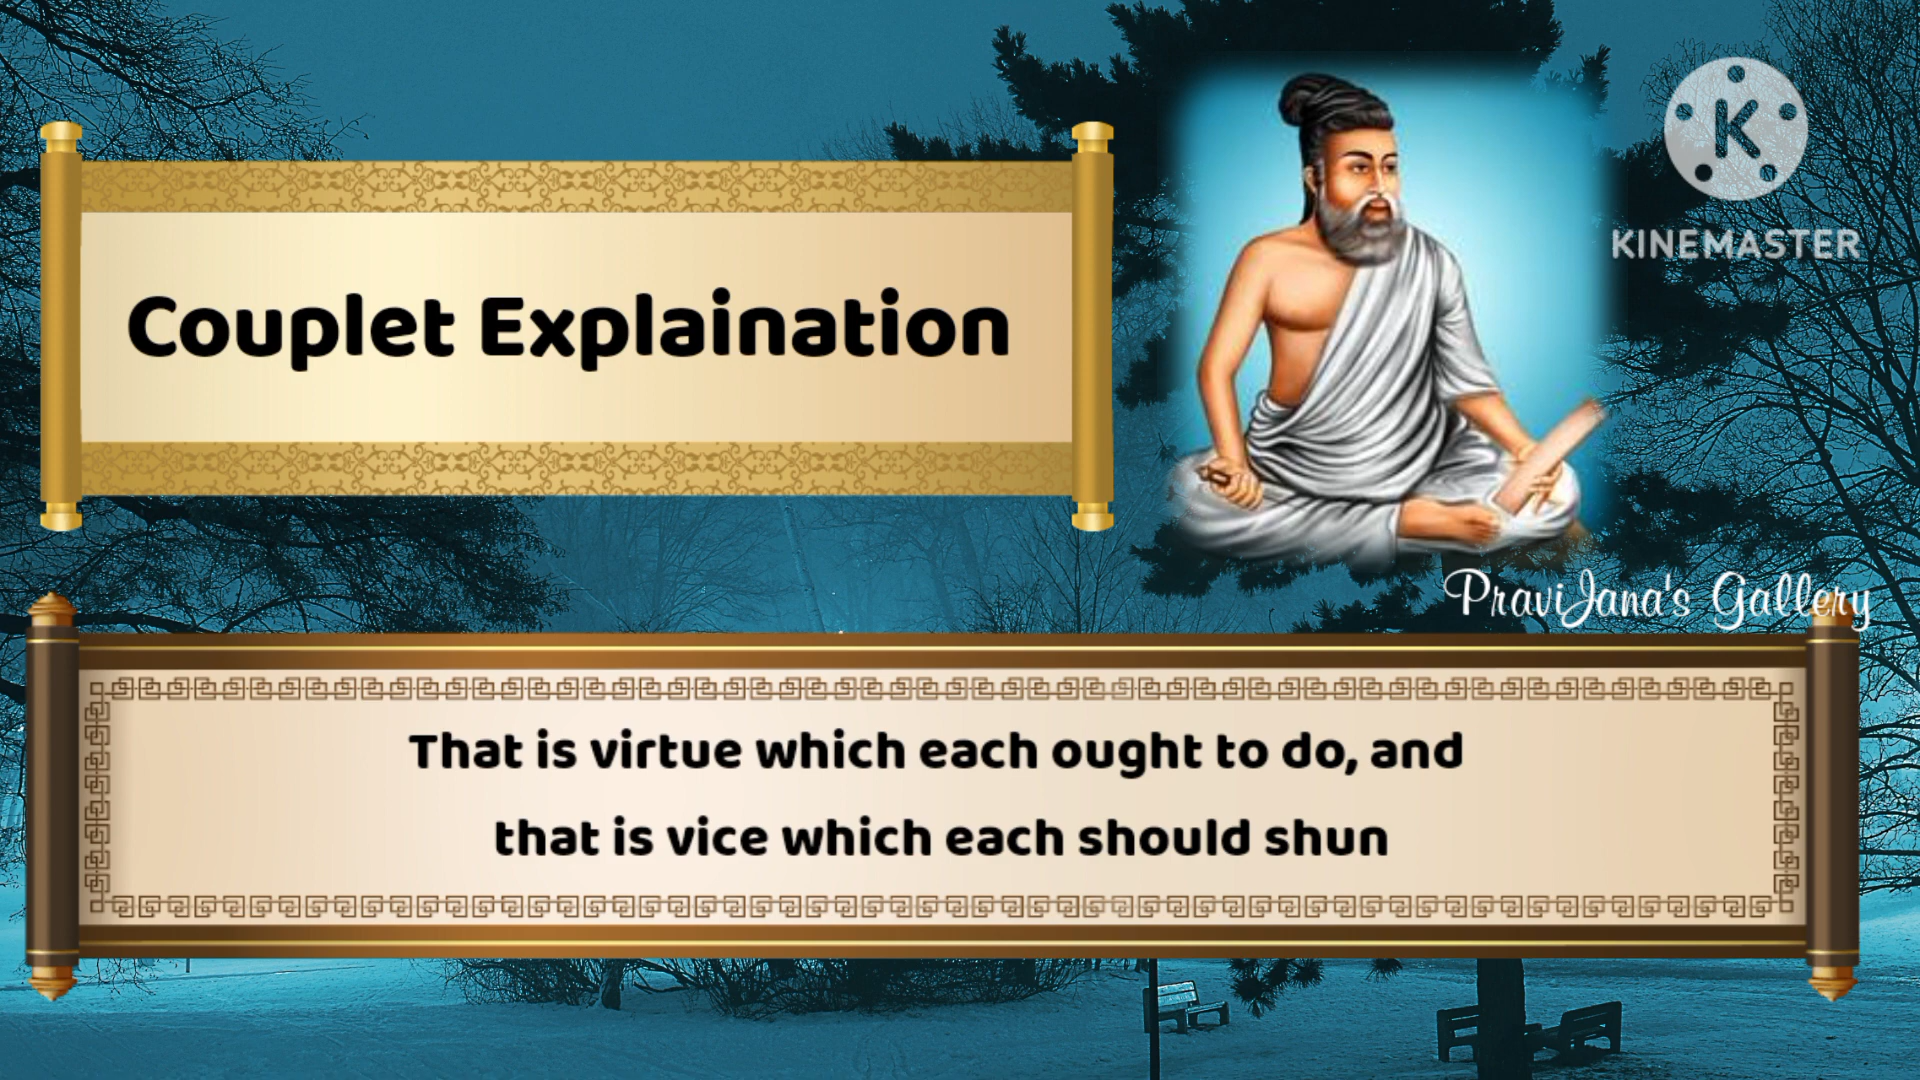 K
KINEMASTER
Couplet Explaination
PraviJana's Gallery
That is virtue which each ought to do, and
that is vice which each should shun